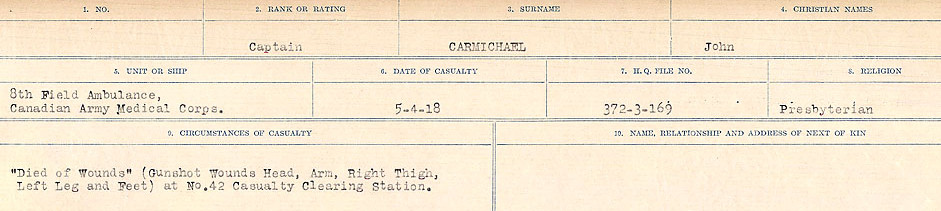 1. NO. 2. RANK OR RATING 3. SURNAME 4. CHRISTIAN NAMES
Captain CARMICHAEL John
5. UNIT OR SHIP 6. DATE OF CASUALTY 7. H.Q. FILE NO. 8. RELIGION
8th Field Ambulance,
Canadian Army Medical Corps. 5-4-18 372-3-169 Presbyterian
9. CIRCUMSTANCES OF CASUALTY 10. NAME, RELATIONSHIP AND ADDRESS OF NEXT OF KIN
"Died of Wounds" (Gunshot Wounds Head, Arm, Right Thigh,
Left Leg and Feet) at No.42 Casualty Clearing Station.